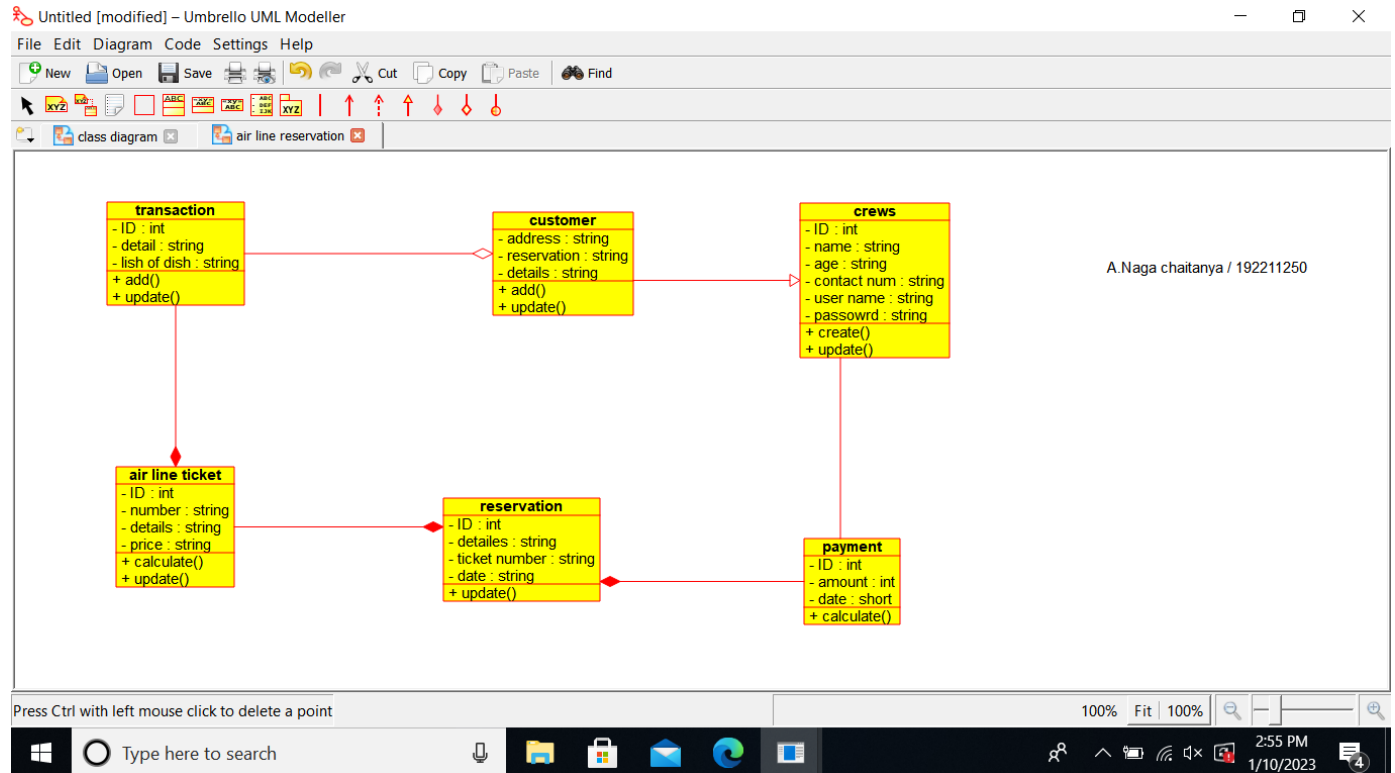 Untitled [modified] – Umbrello UML Modeller
File Edit Diagram Code Settings Help
New Open Save Cut Copy Paste Find
class diagram air line reservation
transaction
- ID : int
- detail : string
- lish of dish : string
+ add()
+ update()
customer
- address : string
- reservation : string
- details : string
+ add()
+ update()
crews
- ID : int
- name : string
- age : string
- contact num : string
- user name : string
- passowrd : string
+ create()
+ update()
A.Naga chaitanya / 192211250
air line ticket
- ID : int
- number : string
- details : string
- price : string
+ calculate()
+ update()
reservation
- ID : int
- detailes : string
- ticket number : string
- date : string
+ update()
payment
- ID : int
- amount : int
- date : short
+ calculate()
Press Ctrl with left mouse click to delete a point
100% Fit 100%
Type here to search
2:55 PM
1/10/2023
4